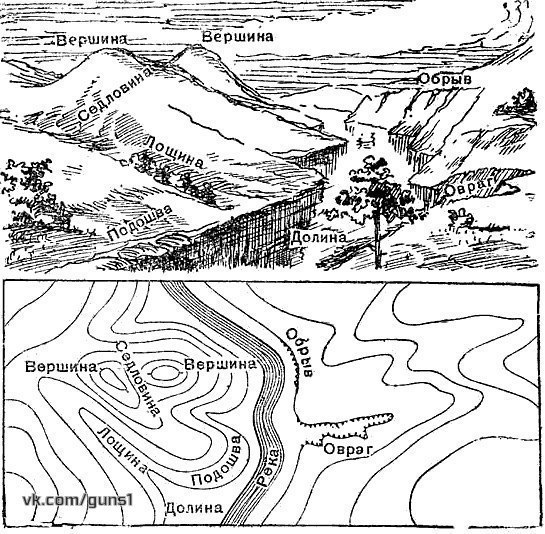 Вершина
Вершина
Седловина
Обрыв
Лощина
Овраг
Подошва
Долина
Обрыв
Вершина
Седловина
Вершина
Лощина
Подошва
Река
Овраг
Долина
vk.com/guns1